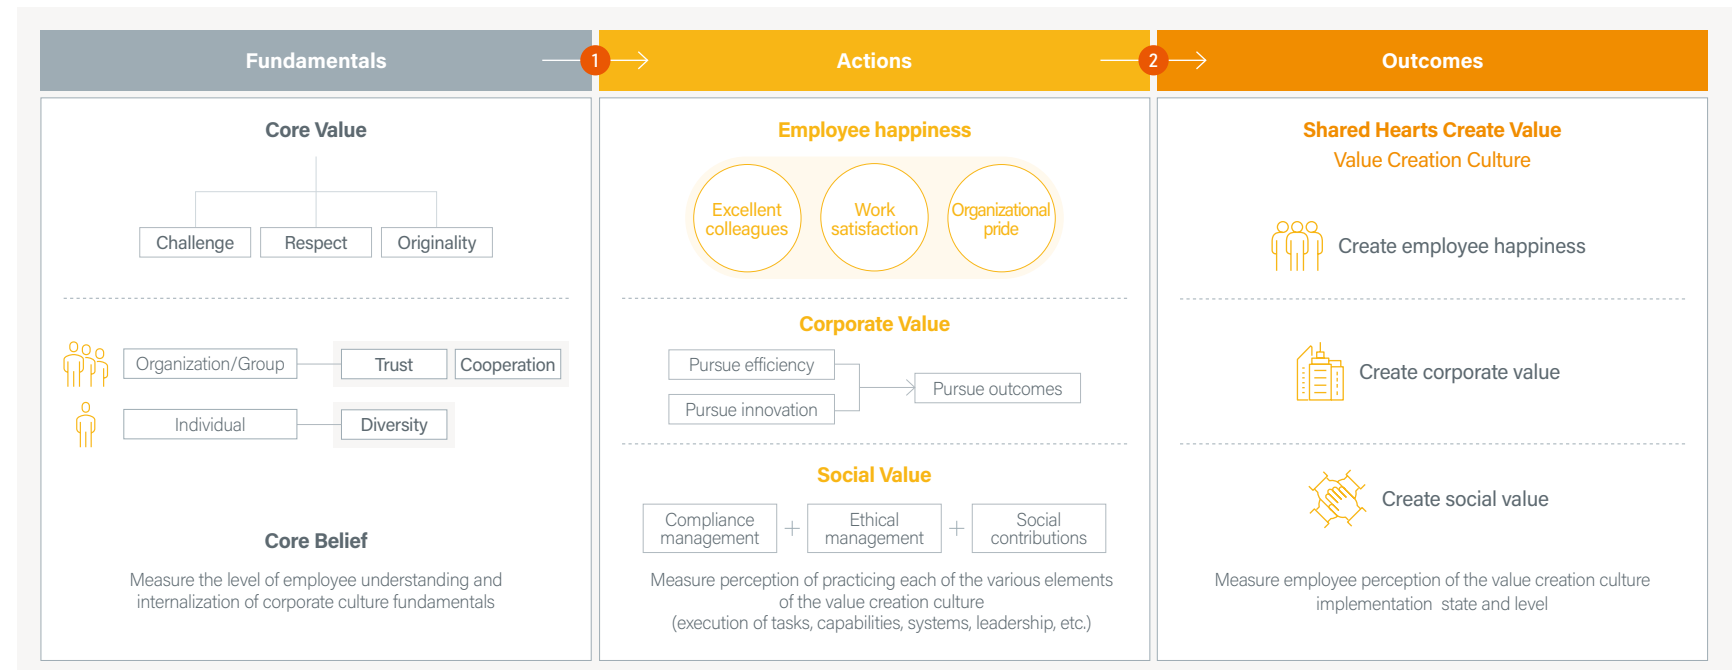 Fundamentals
1
Actions
2
Outcomes
Core Value
Challenge
Respect
Originality
Organization/Group
Trust
Cooperation
Individual
Diversity
Core Belief
Measure the level of employee understanding and
internalization of corporate culture fundamentals
Employee happiness
Excellent
colleagues
Work
satisfaction
Organizational
pride
Corporate Value
Pursue efficiency
Pursue innovation
Pursue outcomes
Social Value
Compliance
management
+
Ethical
management
+
Social
contributions
Measure perception of practicing each of the various elements
of the value creation culture
(execution of tasks, capabilities, systems, leadership, etc.)
Shared Hearts Create Value
Value Creation Culture
Create employee happiness
Create corporate value
Create social value
Measure employee perception of the value creation culture
implementation state and level